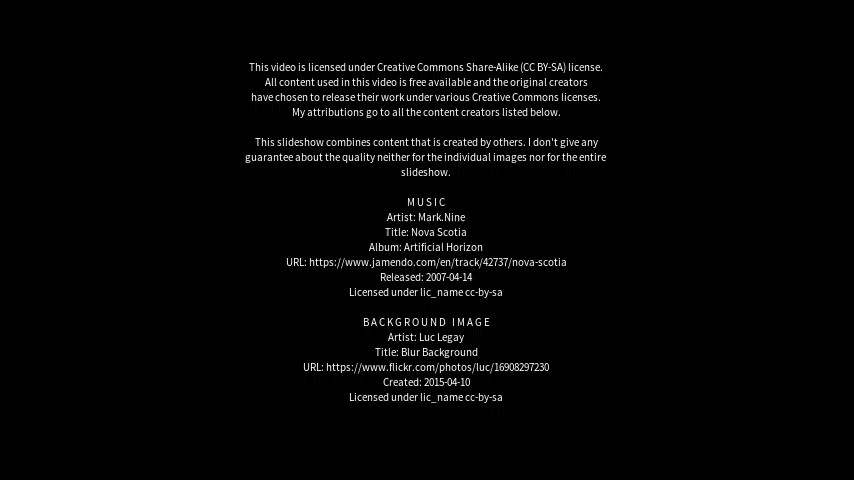 This video is licensed under Creative Commons Share-Alike (CC BY-SA) license.
All content used in this video is free available and the original creators
have chosen to release their work under various Creative Commons licenses.
My attributions go to all the content creators listed below.
This slideshow combines content that is created by others. I don't give any
guarantee about the quality neither for the individual images nor for the entire
slideshow.
MUSIC
Artist: Mark.Nine
Title: Nova Scotia
Album: Artificial Horizon
URL: https://www.jamendo.com/en/track/42737/nova-scotia
Released: 2007-04-14
Licensed under lic_name cc-by-sa
BACKGROUND IMAGE
Artist: Luc Legay
Title: Blur Background
URL: https://www.flickr.com/photos/luc/16908297230
Created: 2015-04-10
Licensed under lic_name cc-by-sa